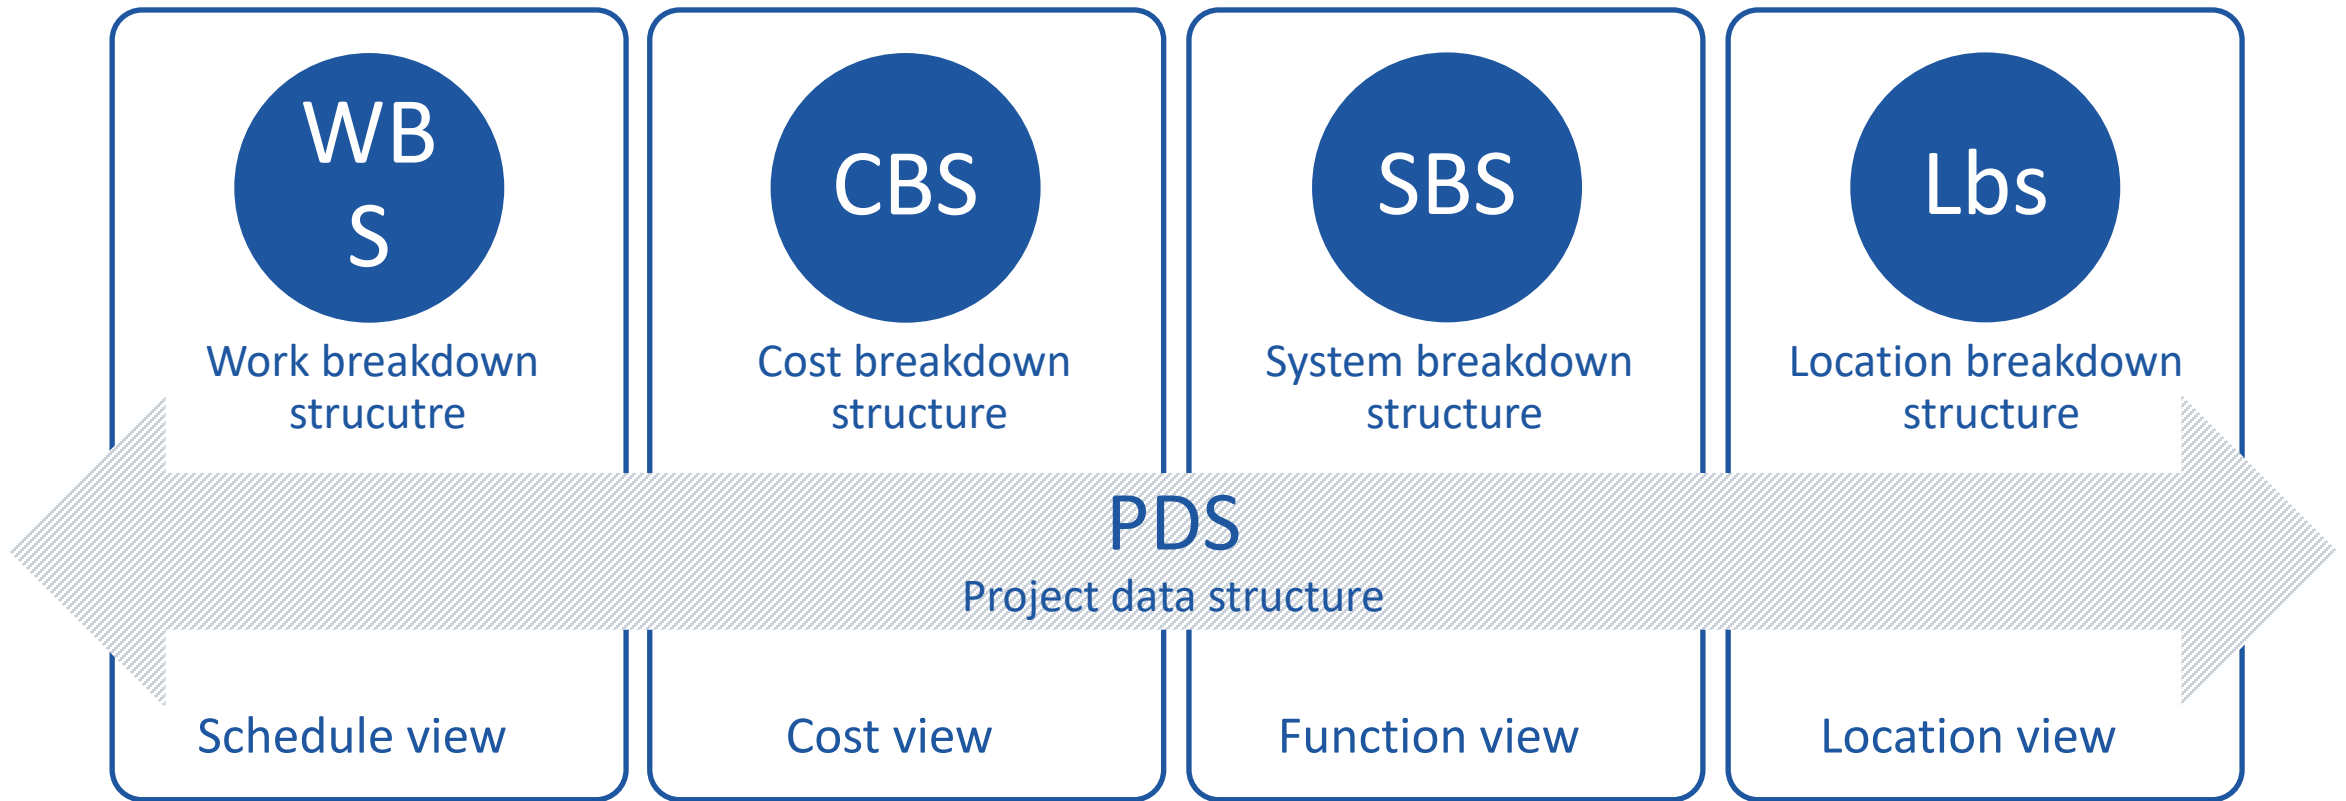 WB
S
Work breakdown
strucutre
CBS
Cost breakdown
structure
SBS
System breakdown
structure
Lbs
Location breakdown
structure
PDS
Project data structure
Schedule view
Cost view
Function view
Location view